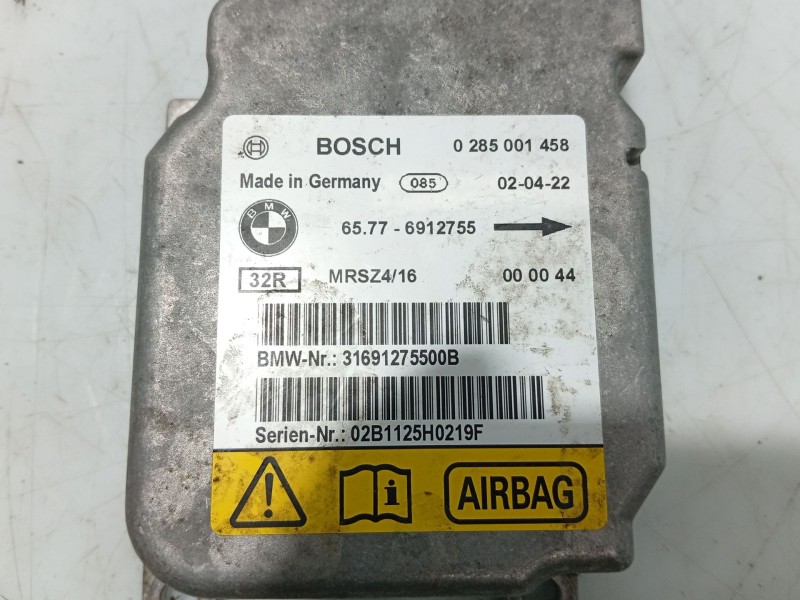 BOSCH 0 285 001 458
Made in Germany 085 02-04-22
BMW 65.77 - 6912755
32R MRSZ4/16 00 00 44
BMW-Nr.: 31691275500B
Serien-Nr.: 02B1125H0219F
i AIRBAG